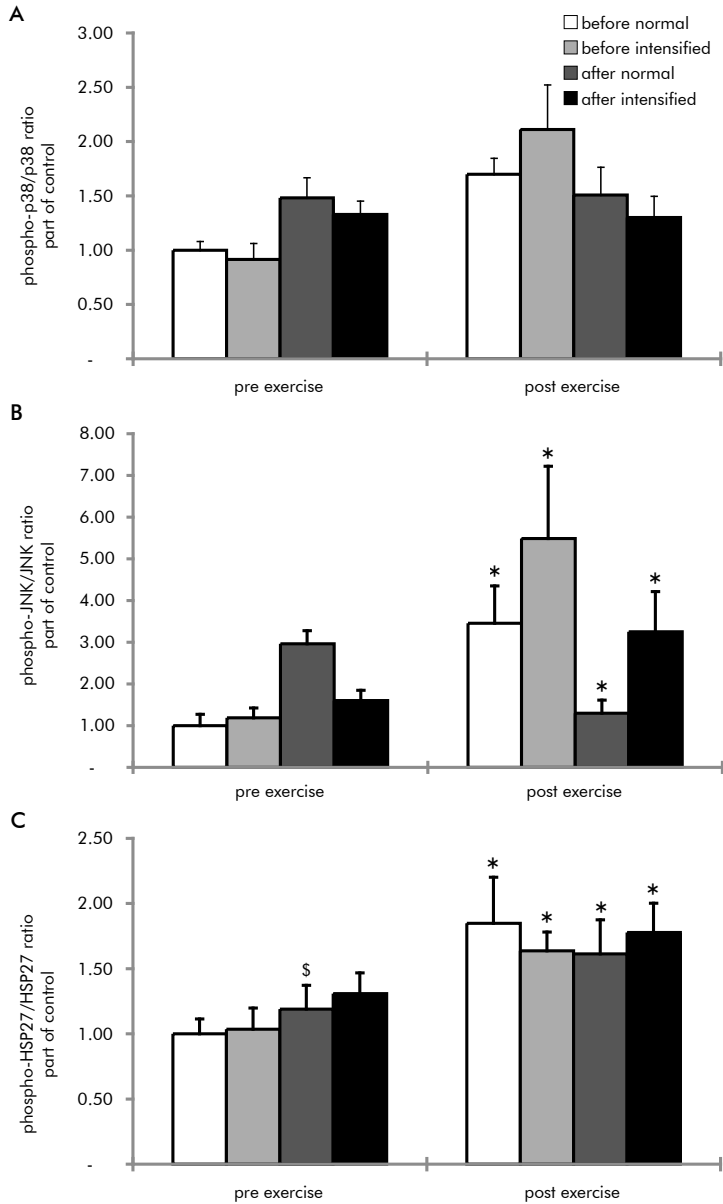 A
before normal
before intensified
after normal
after intensified
phospho-p38/p38 ratio
part of control
3.00
2.50
2.00
1.50
1.00
0.50
-
pre exercise
post exercise
B
phospho-JNK/JNK ratio
part of control
8.00
7.00
6.00
5.00
4.00
3.00
2.00
1.00
-
*
*
*
*
pre exercise
post exercise
C
phospho-HSP27/HSP27 ratio
part of control
2.50
2.00
1.50
1.00
0.50
-
$
*
*
*
*
pre exercise
post exercise